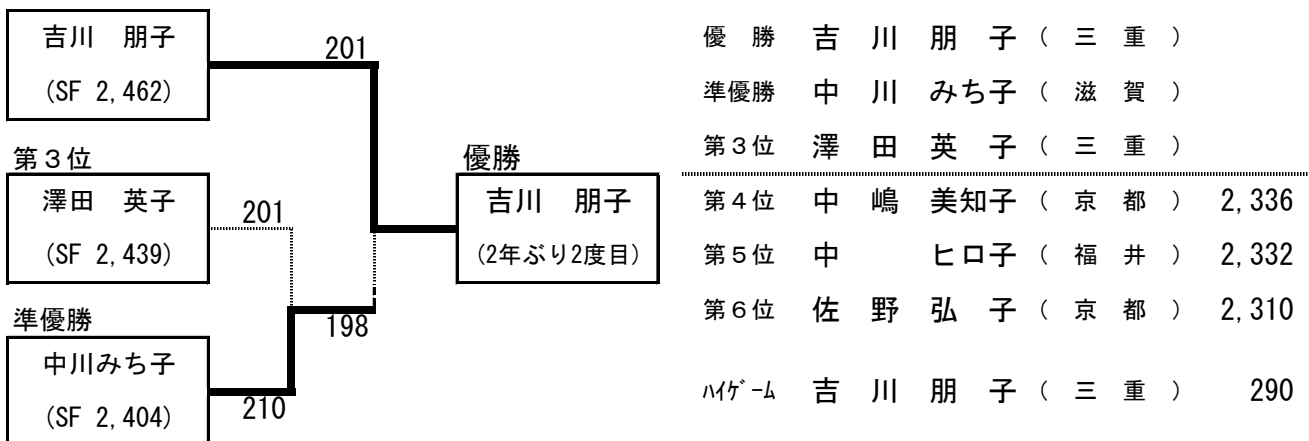 吉川 朋子
(SF 2,462)
201
第３位
澤田 英子
(SF 2,439)
201
準優勝
中川みち子
(SF 2,404)
210
198
優勝
吉川 朋子
(2年ぶり2度目)
優 勝 吉 川 朋 子 ( 三 重 )
準優勝 中 川 みち子 ( 滋 賀 )
第３位 澤 田 英 子 ( 三 重 )
第４位 中 嶋 美知子 ( 京 都 ) 2,336
第５位 中 ヒロ子 ( 福 井 ) 2,332
第６位 佐 野 弘 子 ( 京 都 ) 2,310
ﾊｲｹﾞｰﾑ 吉 川 朋 子 ( 三 重 ) 290